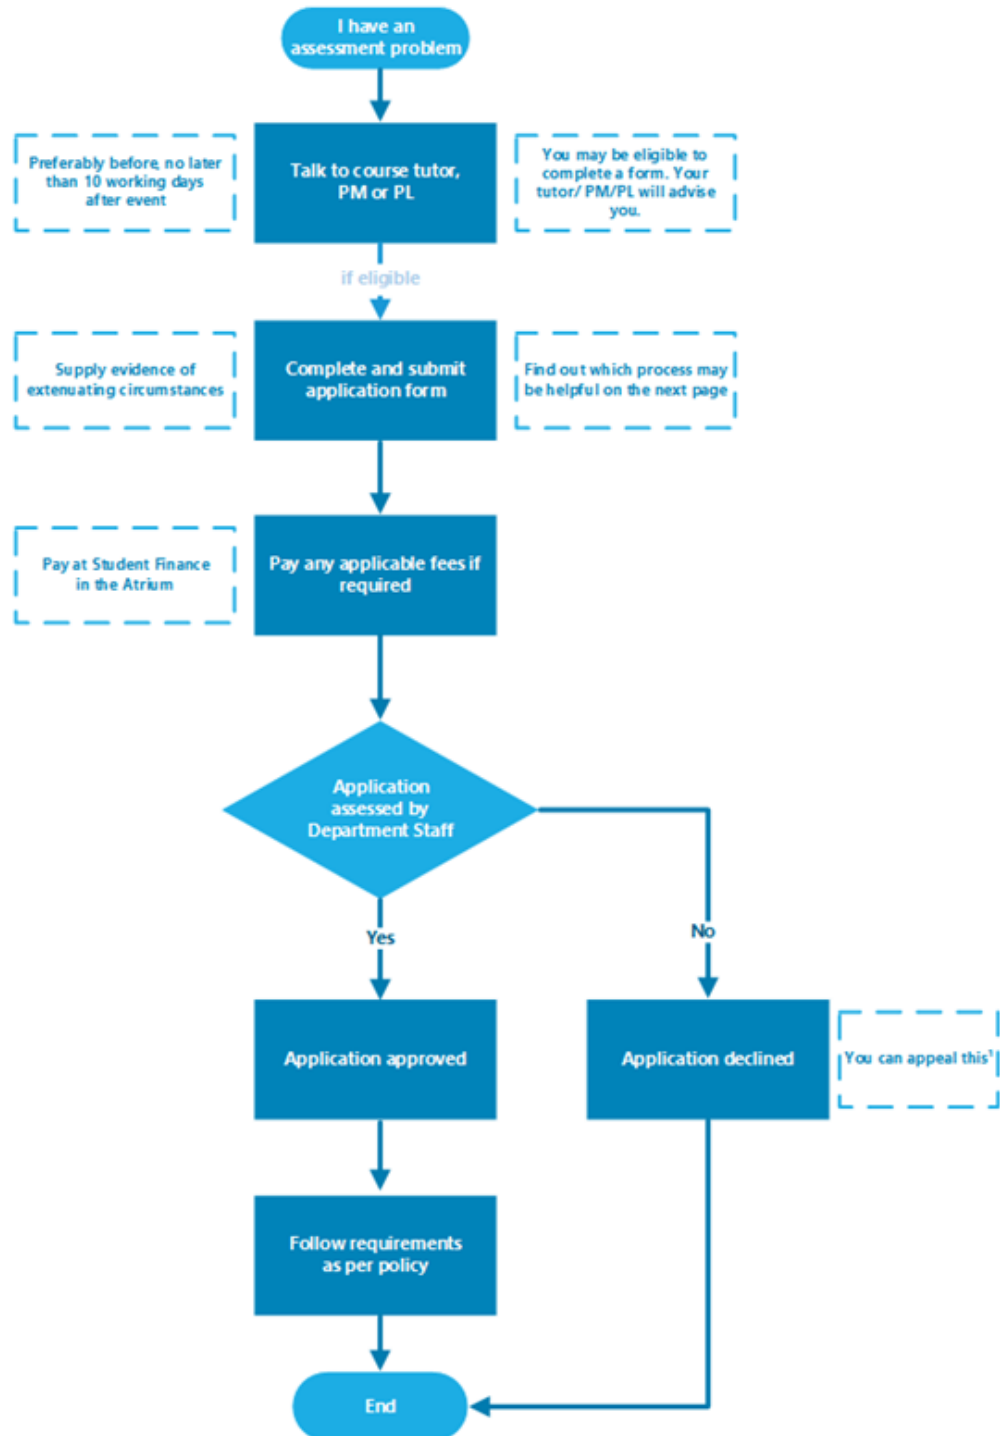 I have an
assessment problem
Preferably before, no later
than 10 working days
after event
Talk to course tutor,
PM or PL
You may be eligible to
complete a form. Your
tutor/ PM/PL will advise
you.
if eligible
Supply evidence of
extenuating circumstances
Complete and submit
application form
Find out which process may
be helpful on the next page
Pay at Student Finance
in the Atrium
Pay any applicable fees if
required
Application
assessed by
Department Staff
Yes
No
Application approved
Application declined
You can appeal this¹
Follow requirements
as per policy
End